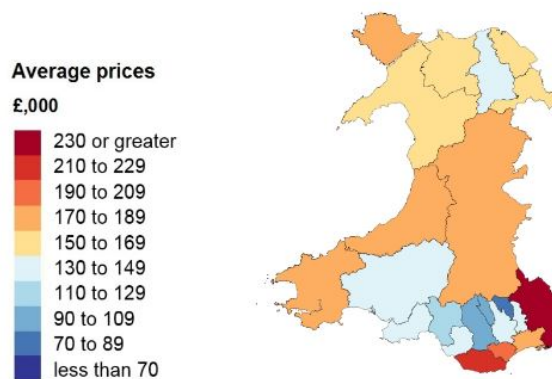 Average prices
£,000
230 or greater
210 to 229
190 to 209
170 to 189
150 to 169
130 to 149
110 to 129
90 to 109
70 to 89
less than 70